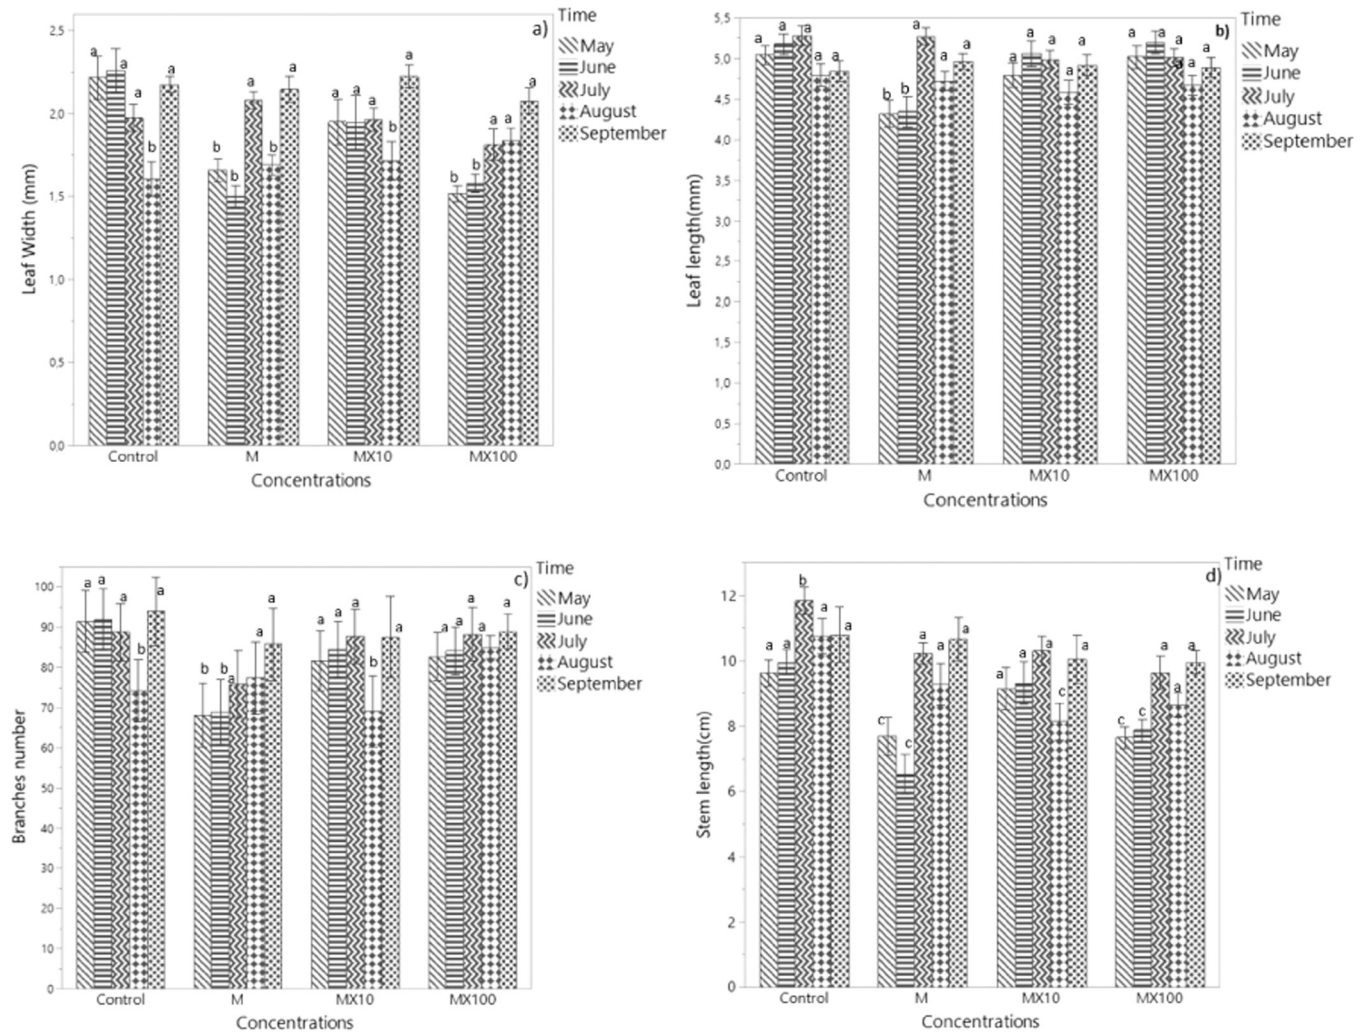 a)
Time
May
June
July
August
September
Leaf Width (mm)
2,5
2,0
1,5
1,0
0,5
0,0
a a a b a
b b a b a
a a a b a
b b a a a
Control M MX10 MX100
Concentrations
b)
Time
May
June
July
August
September
Leaf length(mm)
5,5
5,0
4,5
4,0
3,5
3,0
2,5
2,0
1,5
1,0
0,5
0,0
a a a a a
b b a a a
a a a a a
a a a a a a
Control M MX10 MX100
Concentrations
c)
Time
May
June
July
August
September
Branches number
100
90
80
70
60
50
40
30
20
10
0
a a a b a
b b a a a
a a a b a
a a a a a
Control M MX10 MX100
Concentrations
d)
Time
May
June
July
August
September
Stem length(cm)
12
10
8
6
4
2
0
a a b a a
c c a a a
a a a c a
c c a a a
Control M MX10 MX100
Concentrations